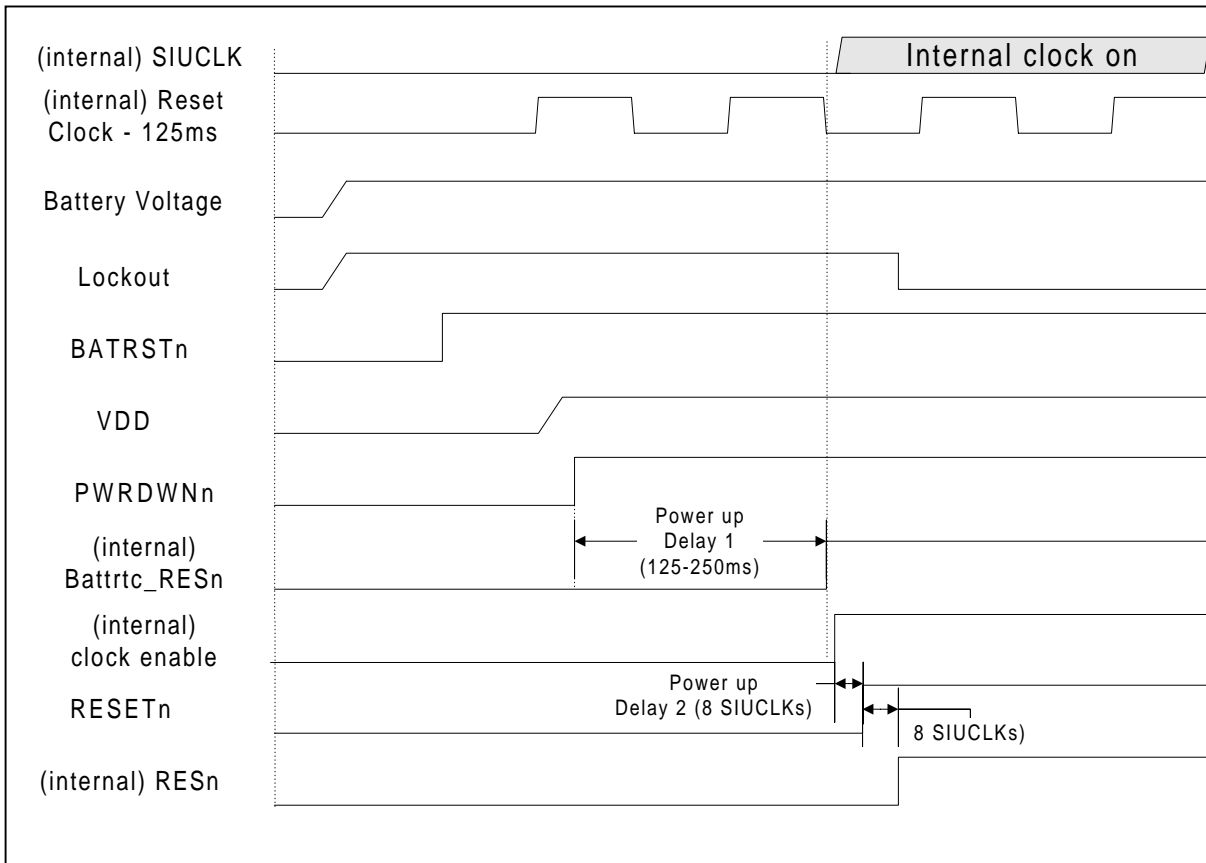 (internal) SIUCLK
Internal clock on
(internal) Reset
Clock - 125ms
Battery Voltage
Lockout
BATRSTn
VDD
PWRDWNn
Power up
Delay 1
(125-250ms)
(internal)
Battrtc_RESn
(internal)
clock enable
Power up
Delay 2 (8 SIUCLKs)
RESETn
8 SIUCLKs)
(internal) RESn